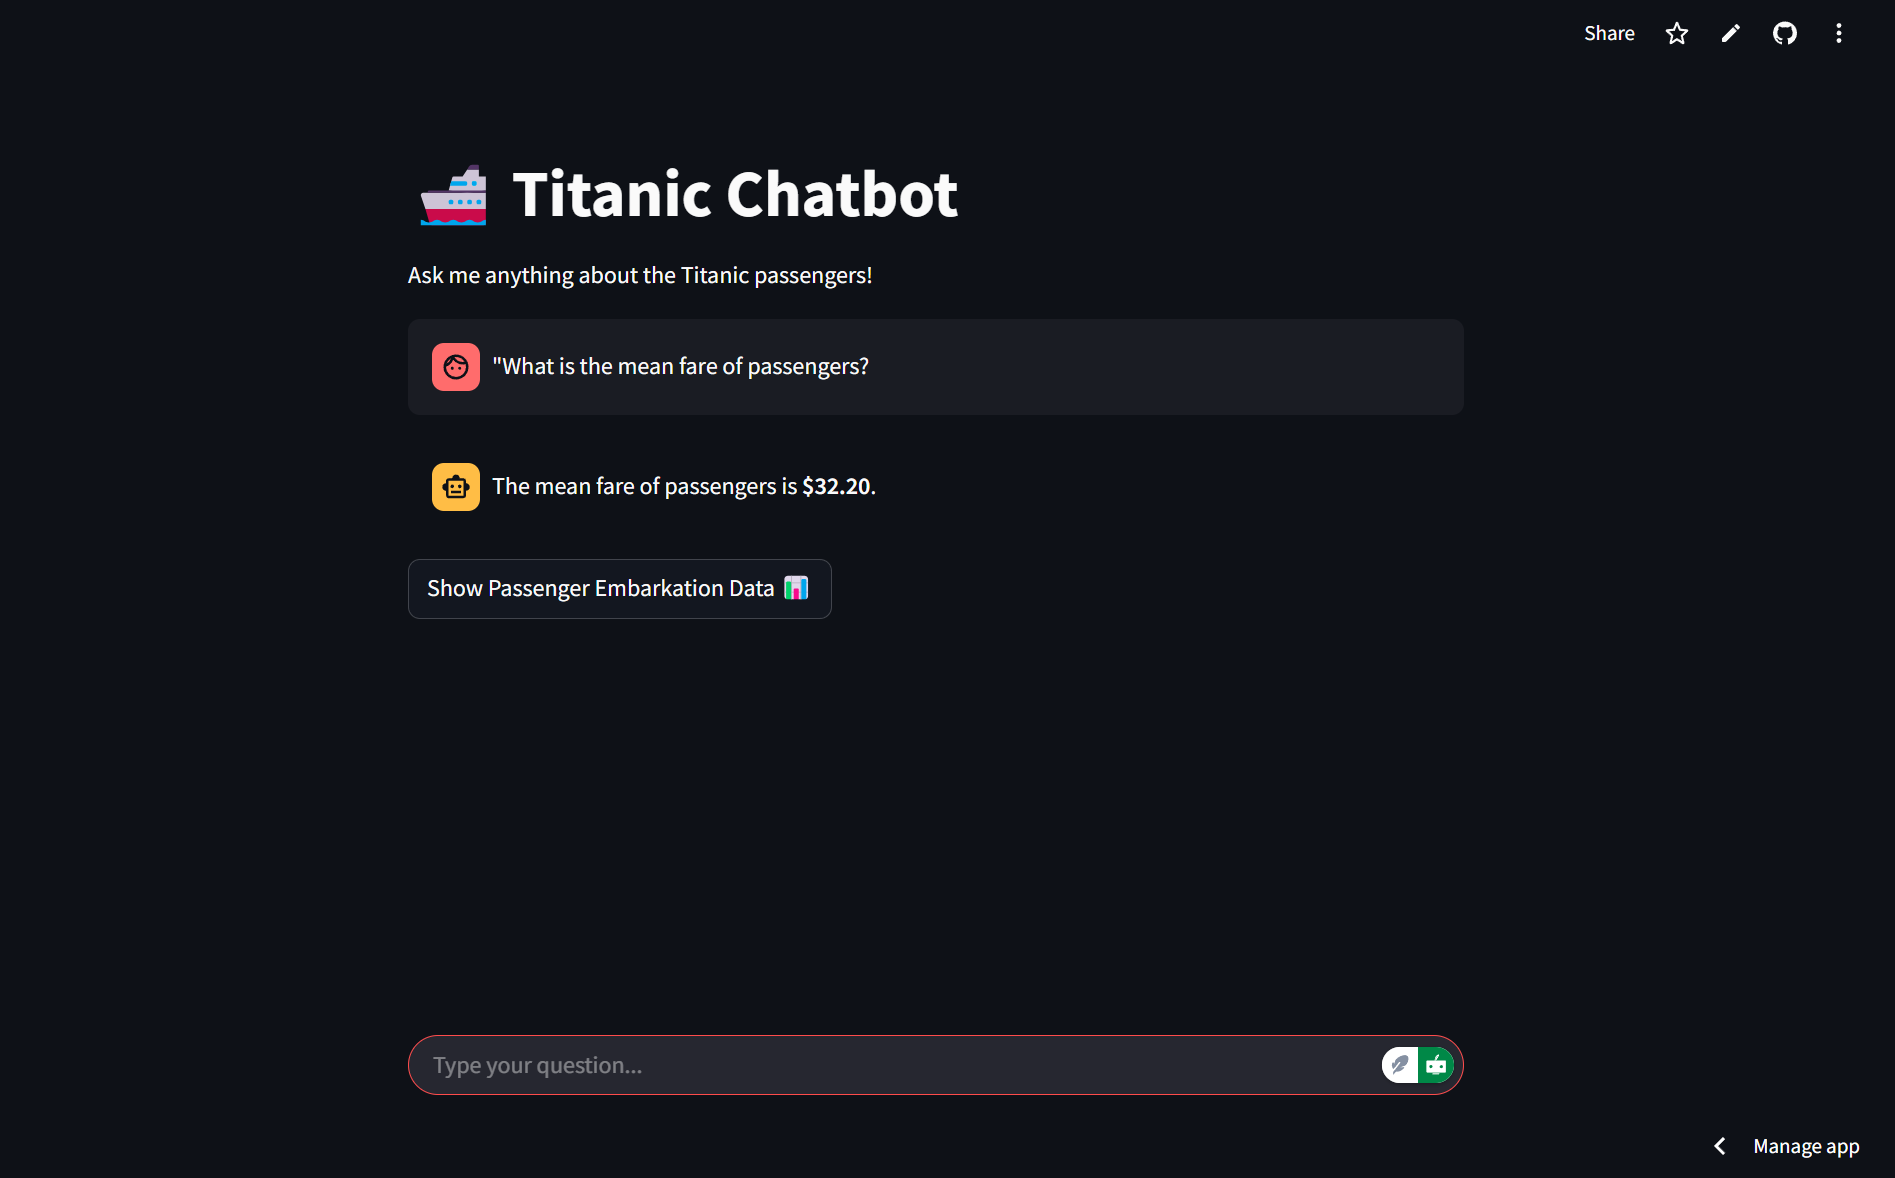 Share
Titanic Chatbot
Ask me anything about the Titanic passengers!
"What is the mean fare of passengers?
The mean fare of passengers is $32.20.
Show Passenger Embarkation Data
Type your question...
Manage app